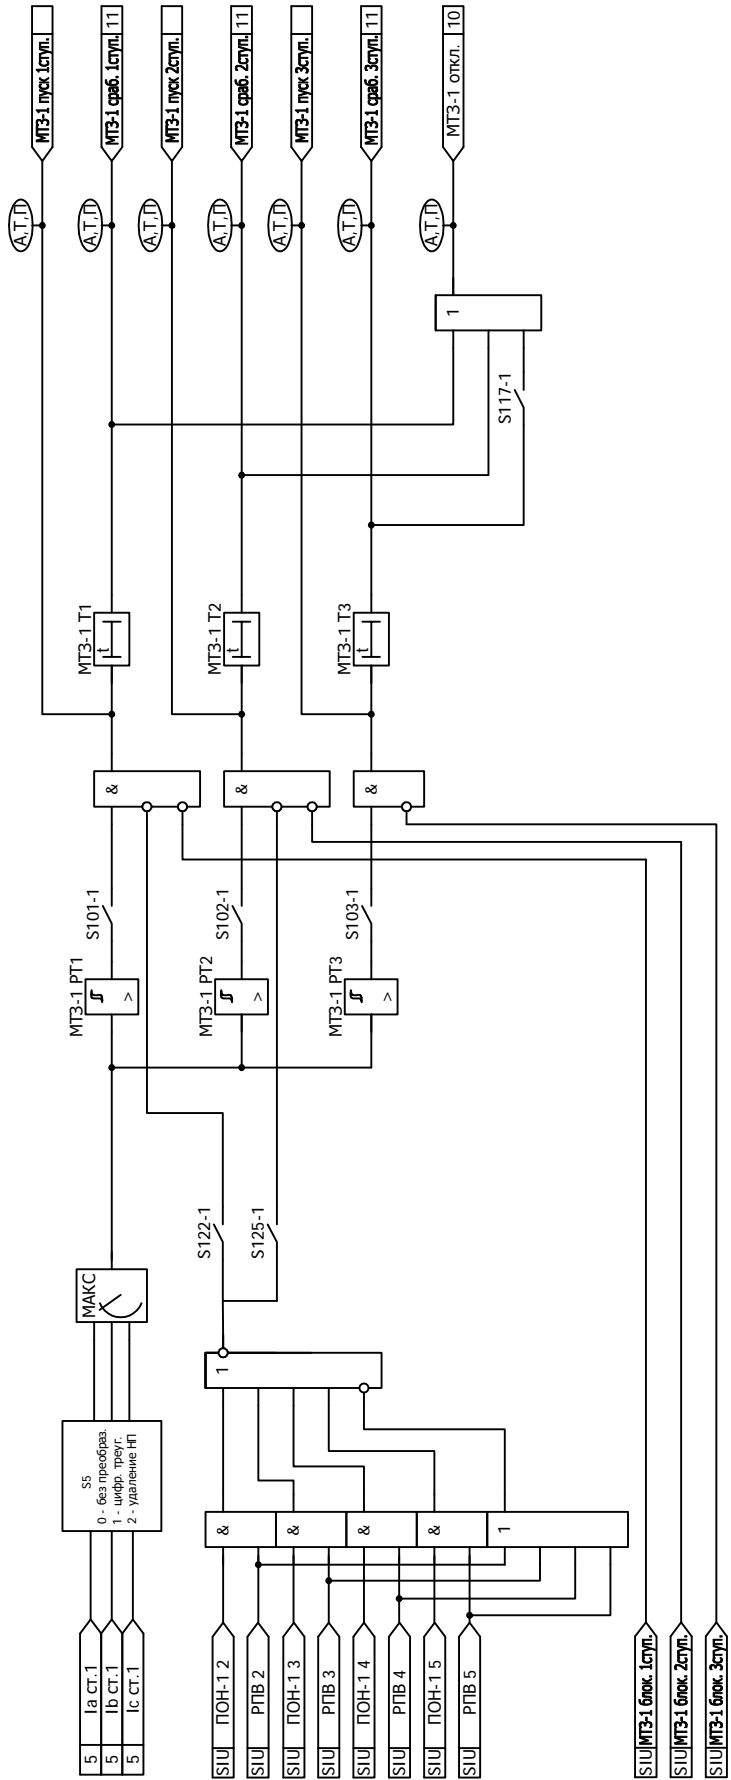 МТЗ-1 пуск 1ступ.
МТЗ-1 сраб. 1ступ. 11
МТЗ-1 пуск 2ступ.
МТЗ-1 сраб. 2ступ. 11
МТЗ-1 пуск 3ступ.
МТЗ-1 сраб. 3ступ. 11
МТЗ-1 откл. 10
А,Т,П
А,Т,П
А,Т,П
А,Т,П
А,Т,П
А,Т,П
А,Т,П
1
S117-1
МТЗ-1 Т1
t
МТЗ-1 Т2
t
МТЗ-1 Т3
t
&
&
&
S101-1
S102-1
S103-1
МТЗ-1 РТ1
>
МТЗ-1 РТ2
>
МТЗ-1 РТ3
>
S122-1
S125-1
МАКС
1
S5
0 - без преобраз.
1 - цифр. треуг.
2 - удаление НП
&
&
&
&
1
5 Ia ст.1
5 Ib ст.1
5 Ic ст.1
SIU ПОН-1 2
SIU РПВ 2
SIU ПОН-1 3
SIU РПВ 3
SIU ПОН-1 4
SIU РПВ 4
SIU ПОН-1 5
SIU РПВ 5
SIU МТЗ-1 блок. 1ступ.
SIU МТЗ-1 блок. 2ступ.
SIU МТЗ-1 блок. 3ступ.